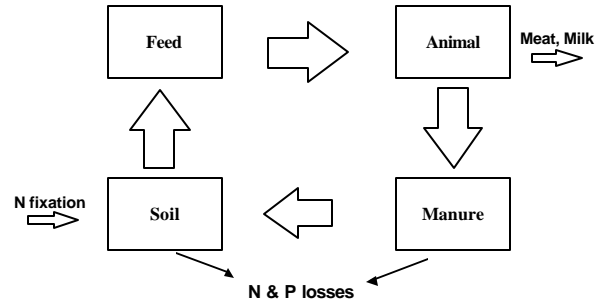 Feed
Animal
Meat, Milk
N fixation
Soil
Manure
N & P losses